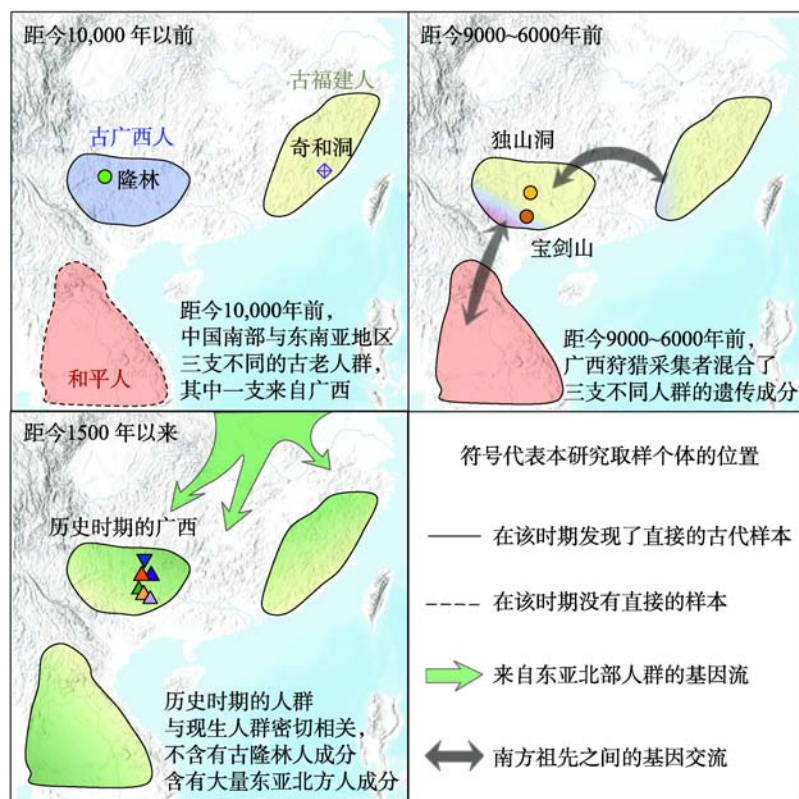 距今10,000 年以前
古福建人
古广西人
奇和洞
隆林
距今10,000年前，
中国南部与东南亚地区
三支不同的古老人群，
其中一支来自广西
和平人
距今9000~6000年前
独山洞
宝剑山
距今9000~6000年前，
广西狩猎采集者混合了
三支不同人群的遗传成分
距今1500 年以来
历史时期的广西
历史时期的人群
与现生人群密切相关，
不含有古隆林人成分
含有大量东亚北方人成分
符号代表本研究取样个体的位置
在该时期发现了直接的古代样本
在该时期没有直接的样本
来自东亚北部人群的基因流
南方祖先之间的基因交流